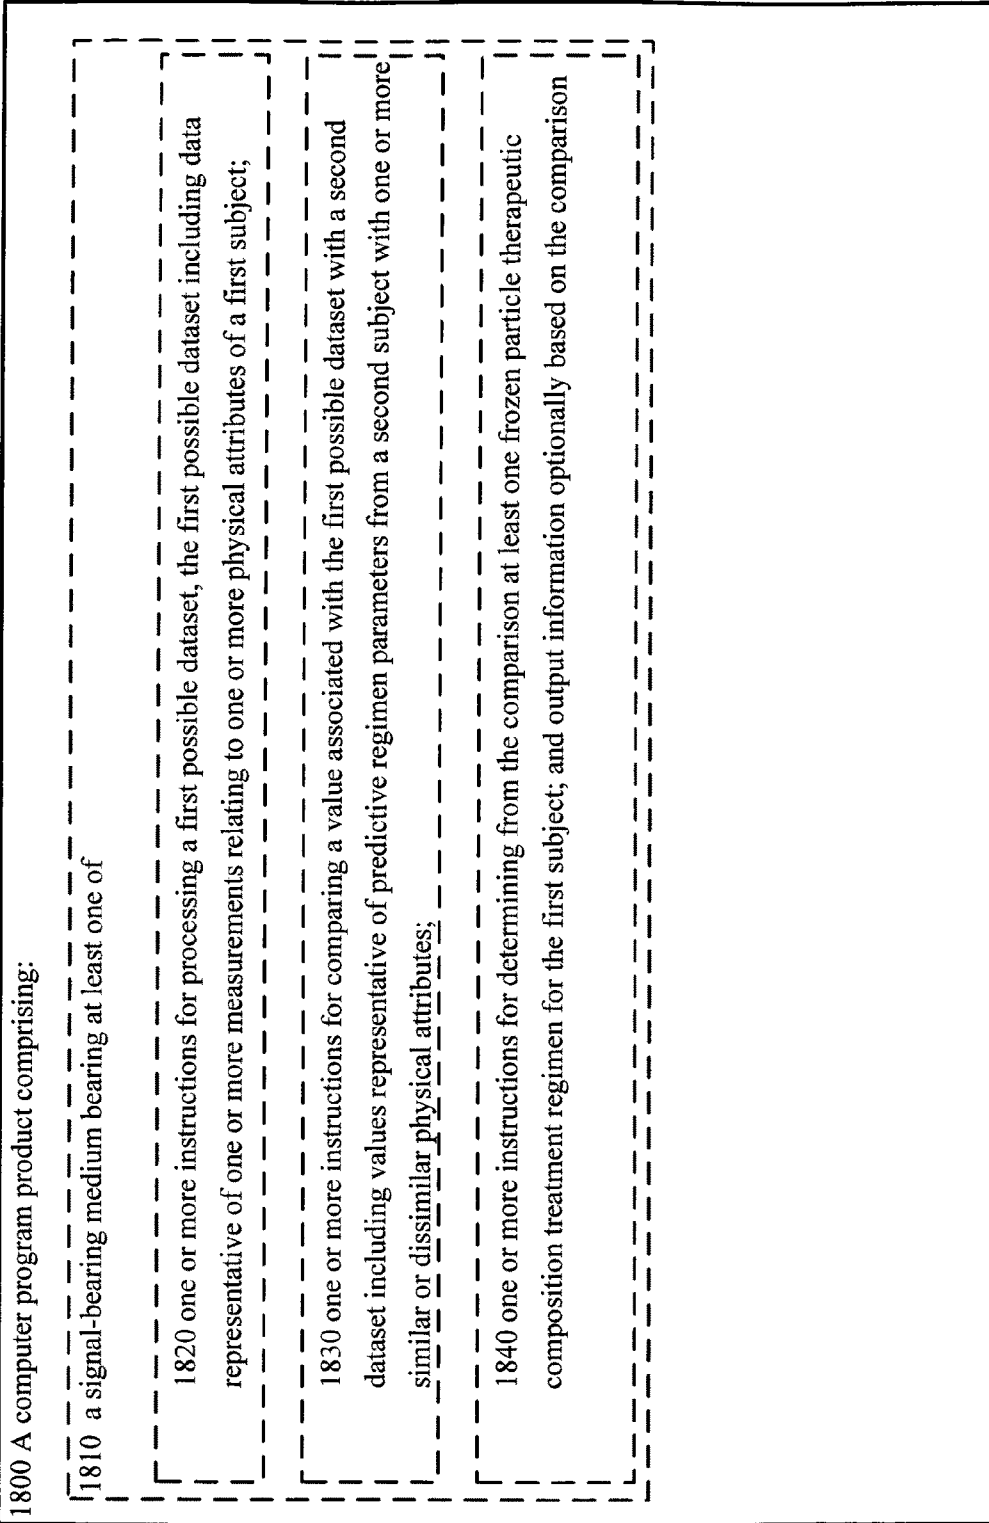 1800 A computer program product comprising:
1810 a signal-bearing medium bearing at least one of
1820 one or more instructions for processing a first possible dataset, the first possible dataset including data
representative of one or more measurements relating to one or more physical attributes of a first subject;
1830 one or more instructions for comparing a value associated with the first possible dataset with a second
dataset including values representative of predictive regimen parameters from a second subject with one or more
similar or dissimilar physical attributes;
1840 one or more instructions for determining from the comparison at least one frozen particle therapeutic
composition treatment regimen for the first subject; and output information optionally based on the comparison